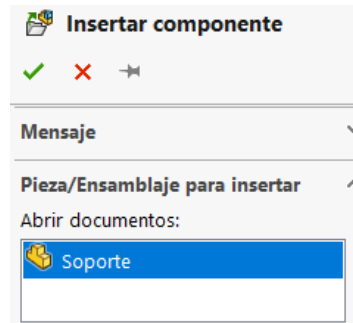 Insertar componente
Mensaje
Pieza/Ensamblaje para insertar
Abrir documentos:
Soporte